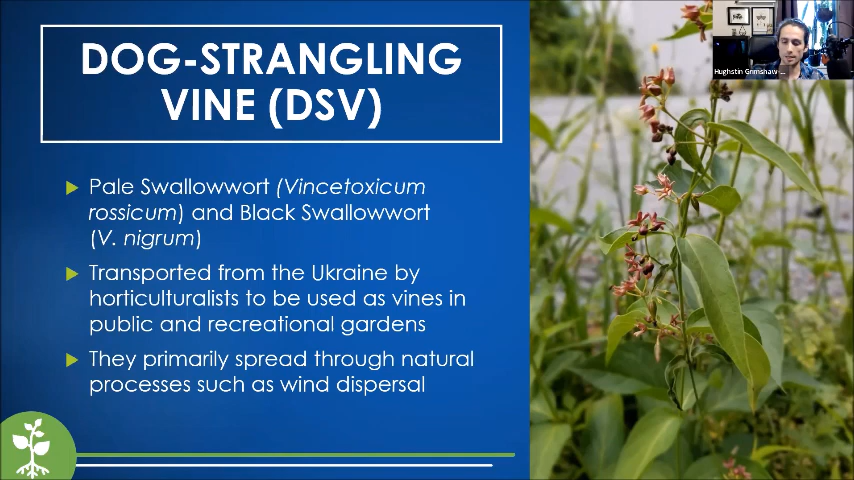 DOG-STRANGLING
VINE (DSV)
Pale Swallowwort (Vincetoxicum
rossicum) and Black Swallowwort
(V. nigrum)
Transported from the Ukraine by
horticulturalists to be used as vines in
public and recreational gardens
They primarily spread through natural
processes such as wind dispersal
Hughstin Grimshaw-...